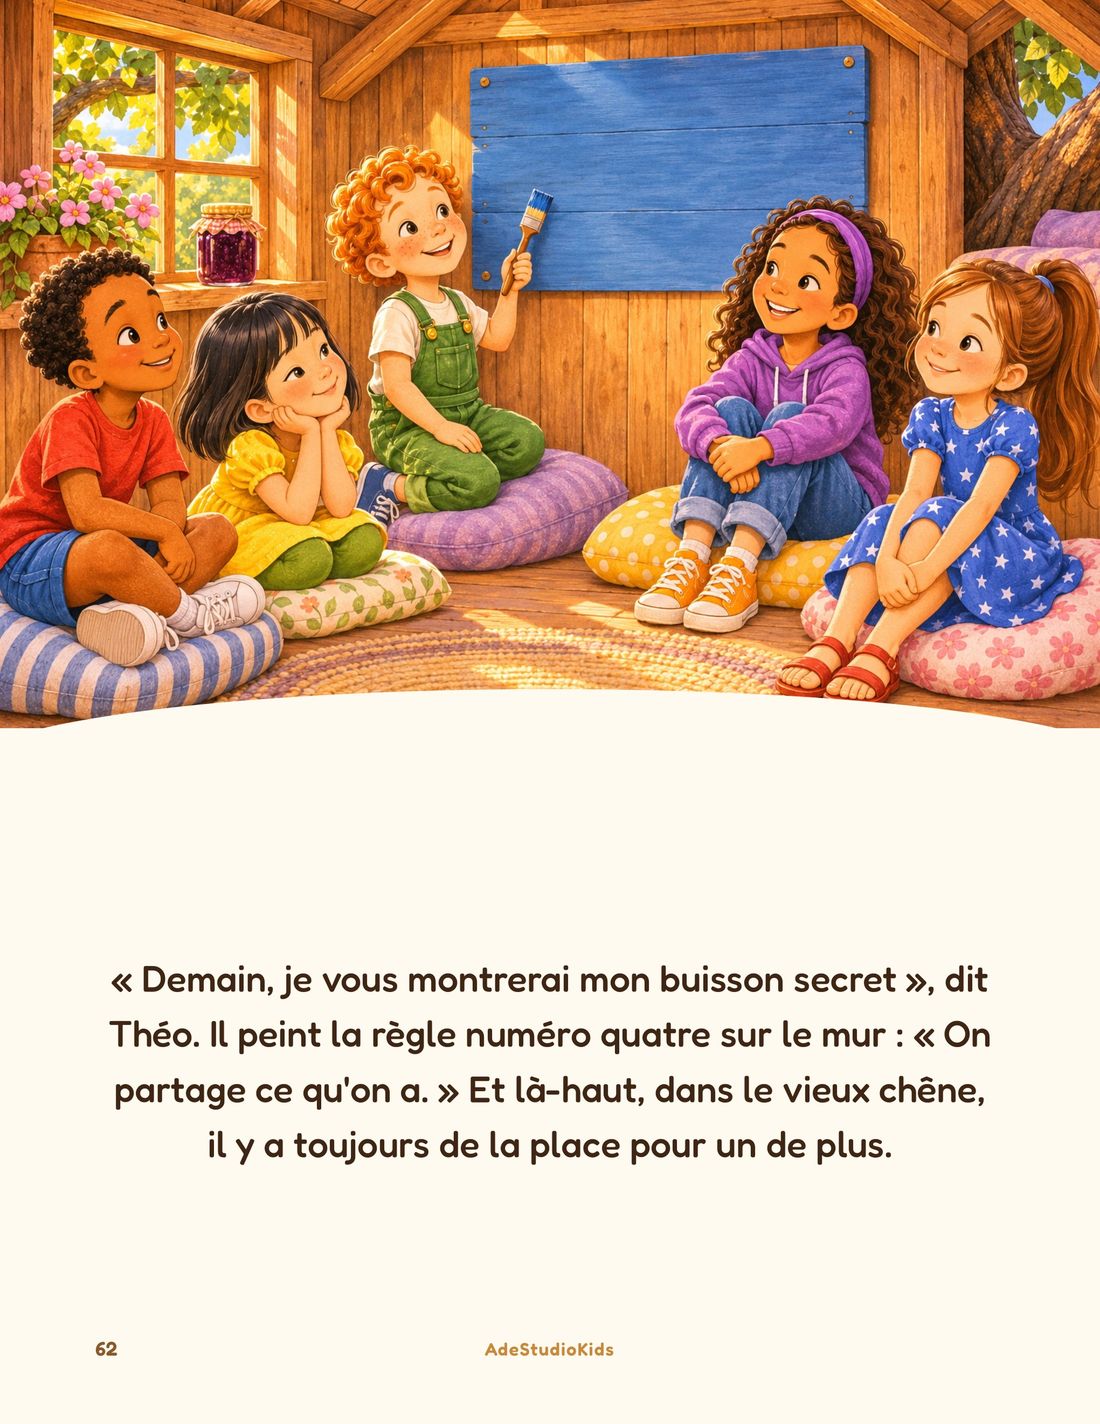 « Demain, je vous montrerai mon buisson secret », dit
Théo. Il peint la règle numéro quatre sur le mur : « On
partage ce qu'on a. » Et là-haut, dans le vieux chêne,
il y a toujours de la place pour un de plus.
62
AdeStudioKids